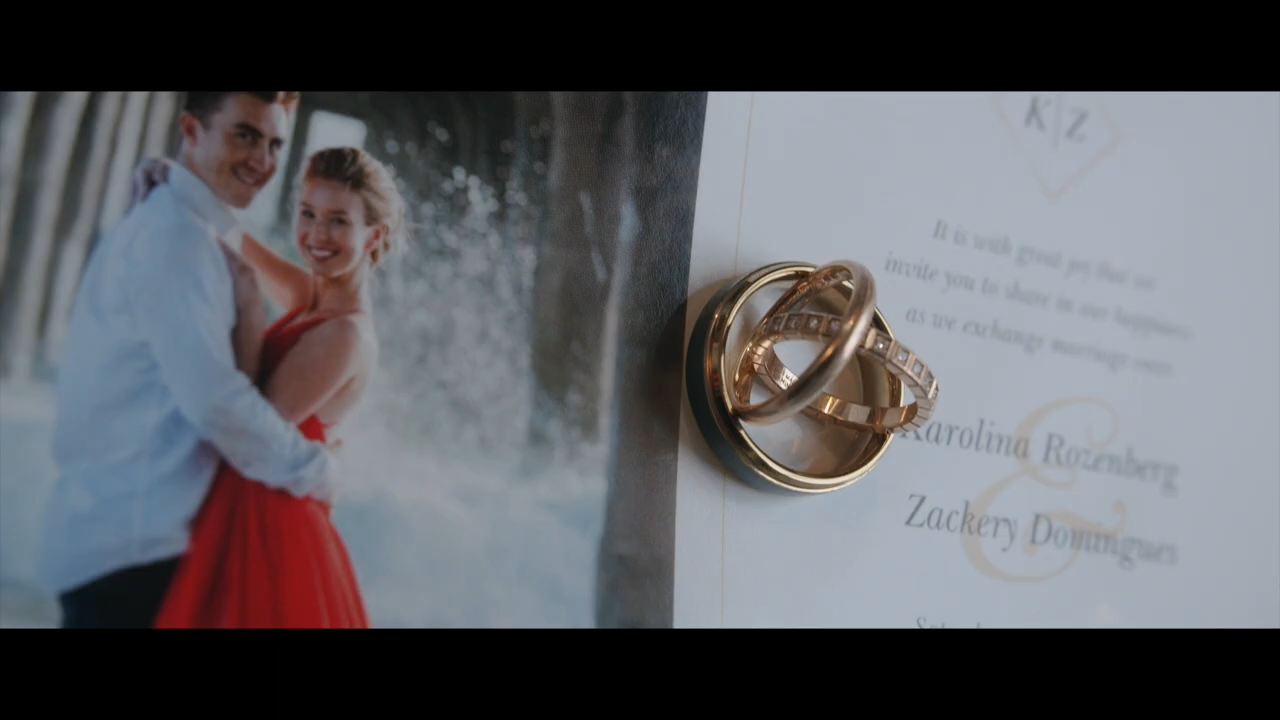 K|Z
It is with great joy that we
invite you to share in our happiness
as we exchange marriage vows
Karolina Rozenberg
&
Zackery Domingues